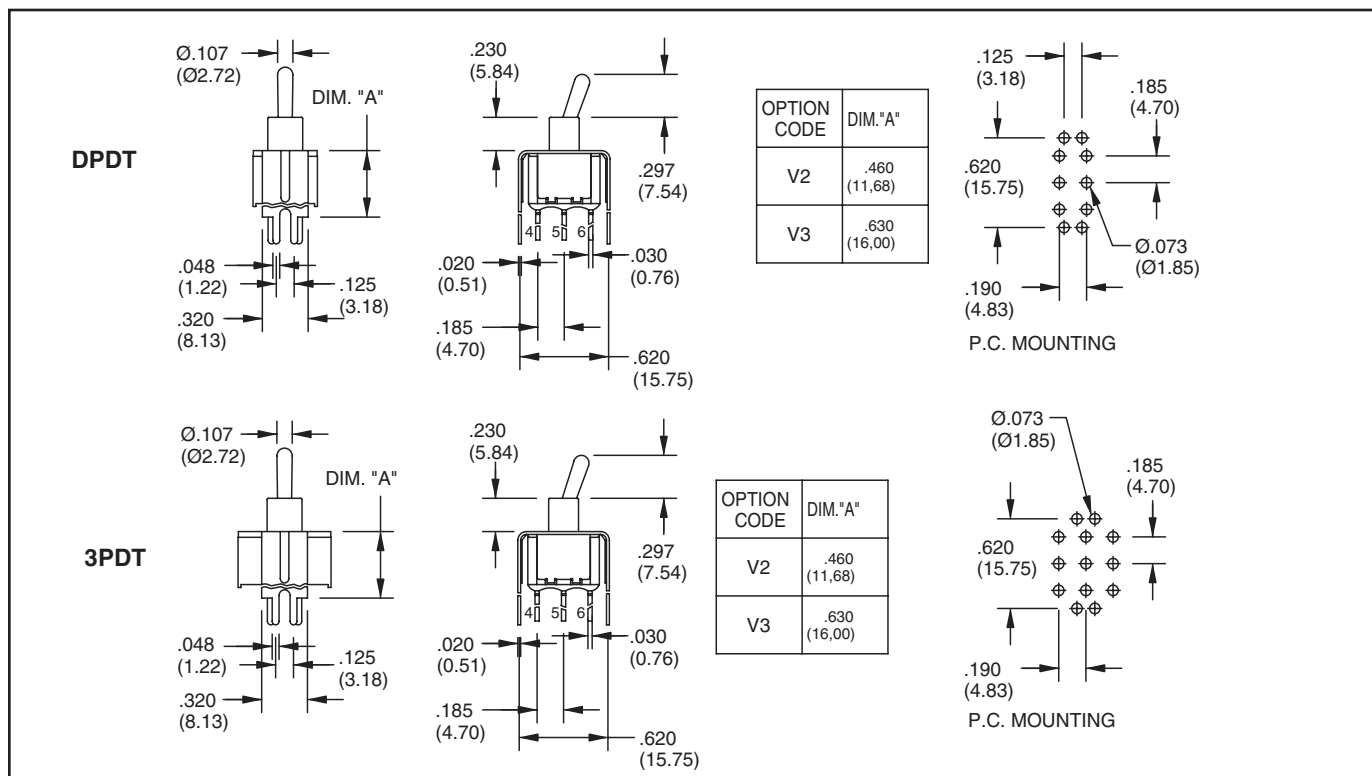 DPDT
Ø.107
(Ø2.72)
DIM. "A"
.048
(1.22)
.125
(3.18)
.320
(8.13)
.230
(5.84)
.297
(7.54)
4 5 6
.020
(0.51)
.030
(0.76)
.185
(4.70)
.620
(15.75)
OPTION CODE DIM."A"
V2 .460 (11,68)
V3 .630 (16,00)
.125
(3.18)
.185
(4.70)
.620
(15.75)
Ø.073
(Ø1.85)
.190
(4.83)
P.C. MOUNTING
3PDT
Ø.107
(Ø2.72)
DIM. "A"
.048
(1.22)
.125
(3.18)
.320
(8.13)
.230
(5.84)
.297
(7.54)
4 5 6
.020
(0.51)
.030
(0.76)
.185
(4.70)
.620
(15.75)
OPTION CODE DIM."A"
V2 .460 (11,68)
V3 .630 (16,00)
Ø.073
(Ø1.85)
.185
(4.70)
.620
(15.75)
.190
(4.83)
P.C. MOUNTING